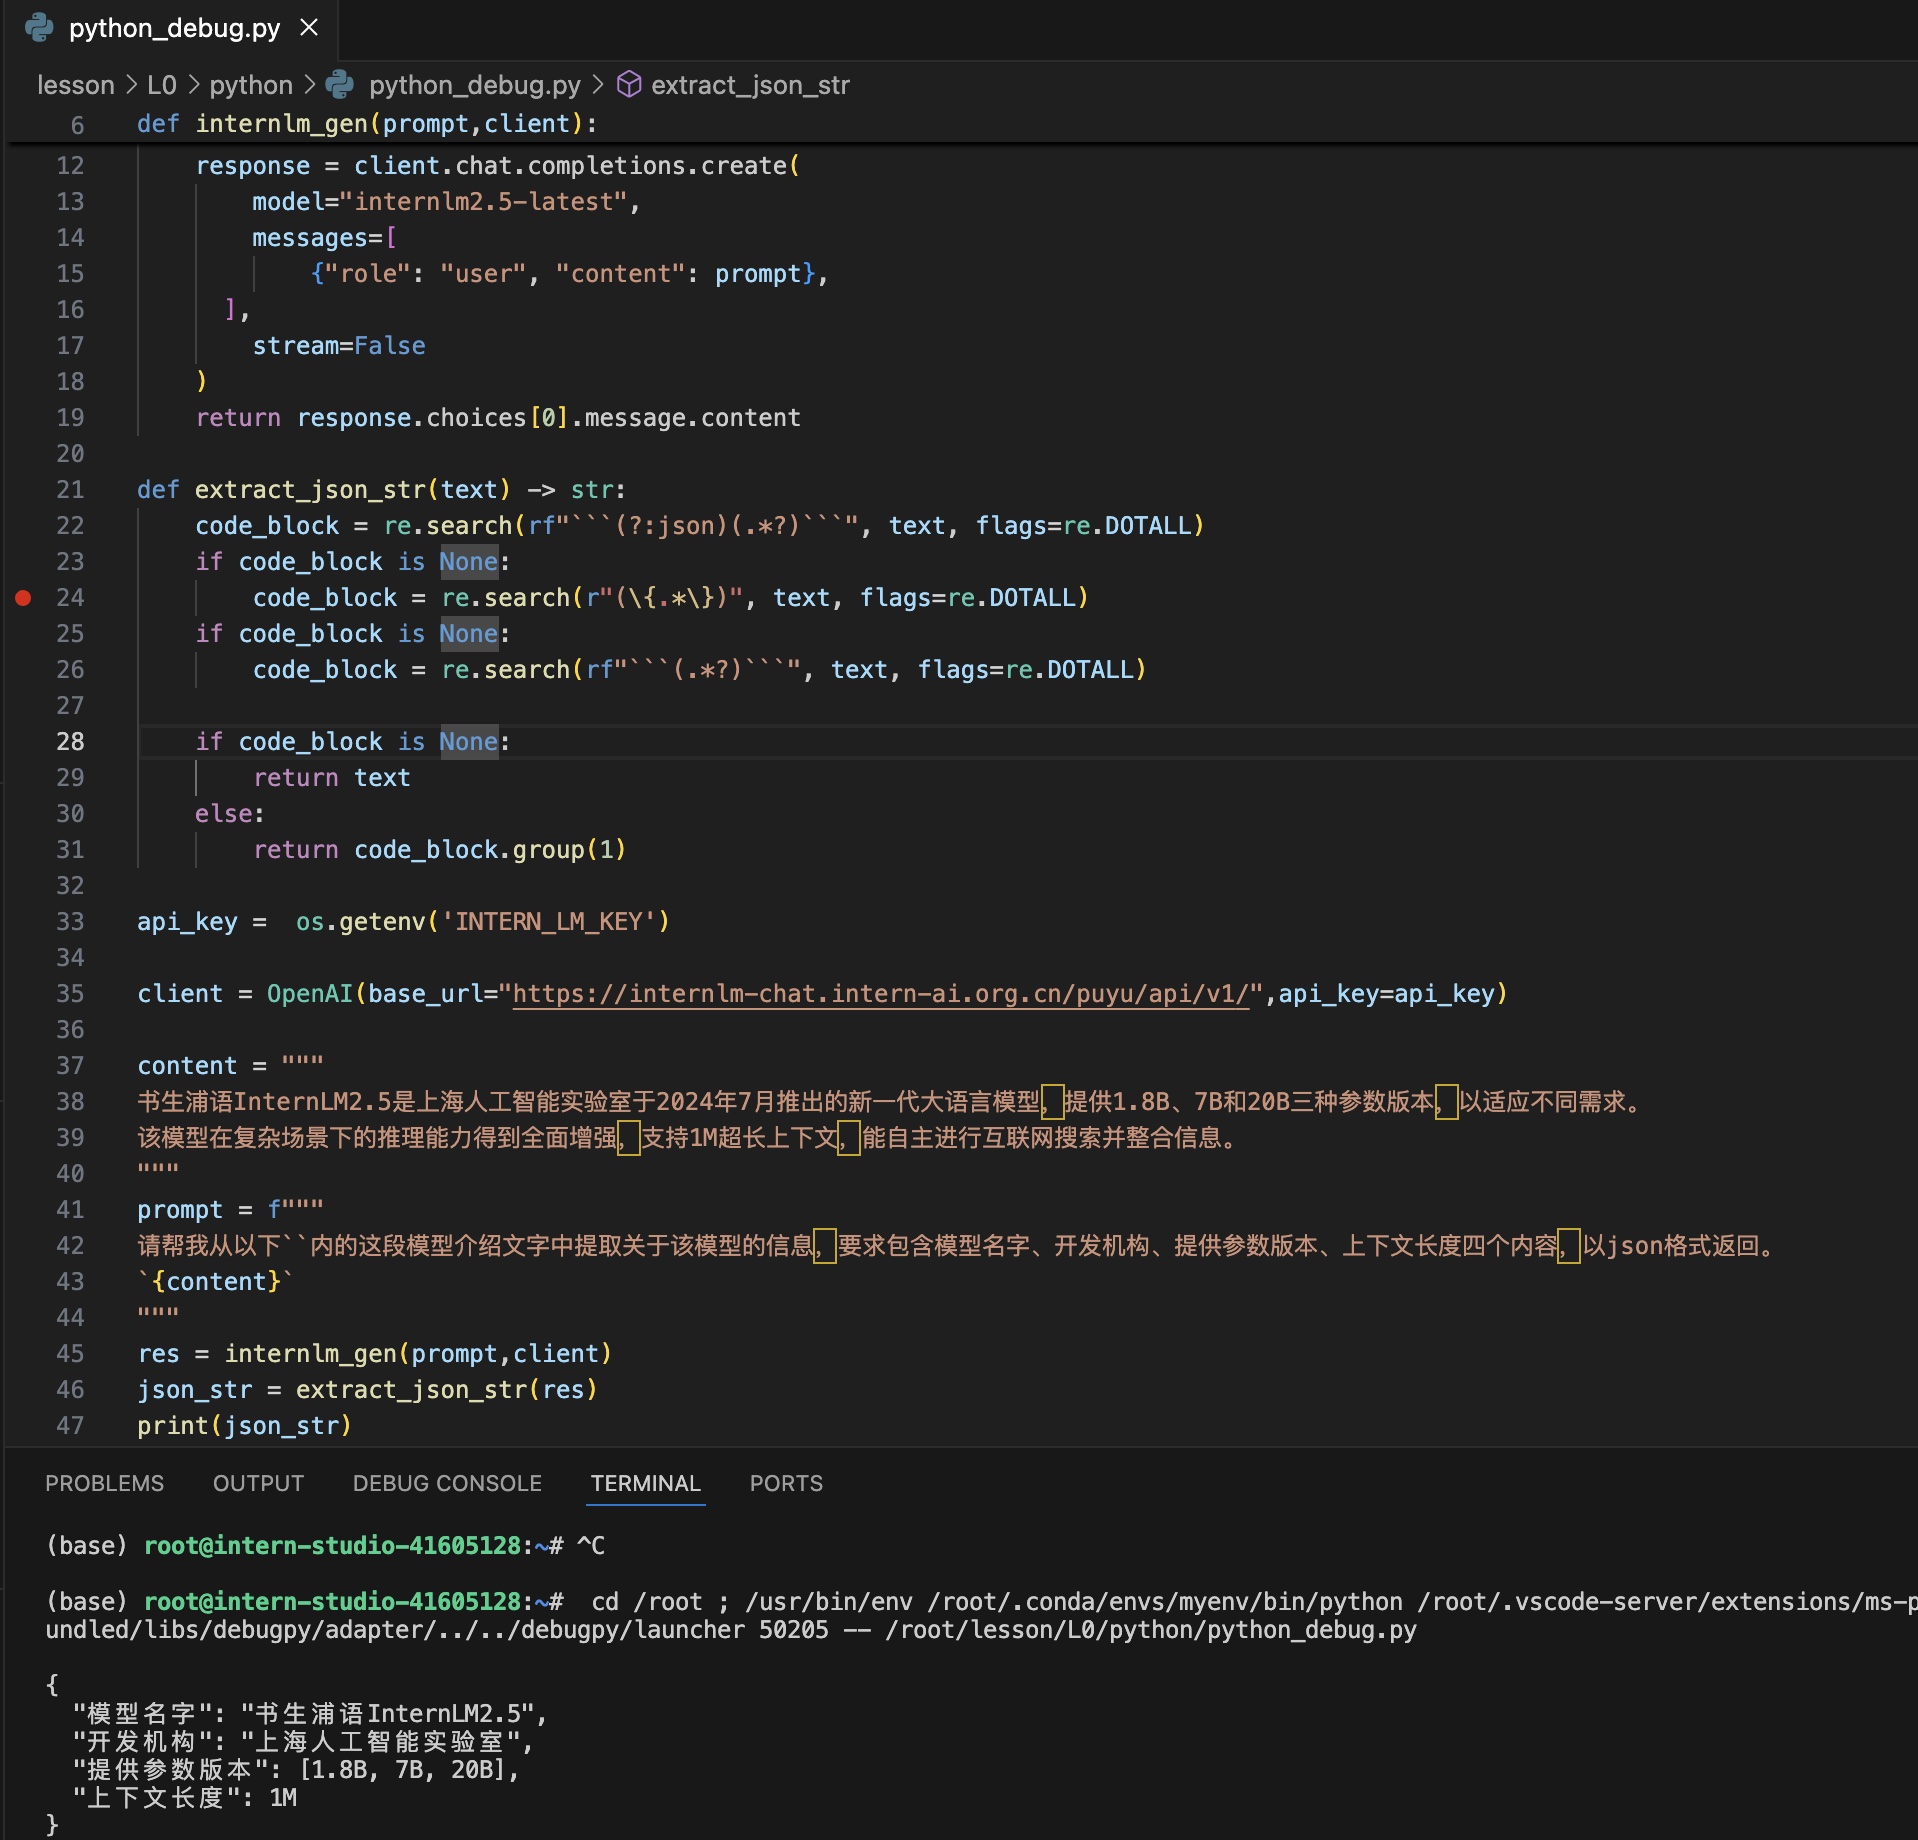 python_debug.py
lesson > L0 > python > python_debug.py > extract_json_str
6 def internlm_gen(prompt,client):
12 response = client.chat.completions.create(
13 model="internlm2.5-latest",
14 messages=[
15 {"role": "user", "content": prompt},
16 ],
17 stream=False
18 )
19 return response.choices[0].message.content
20
21 def extract_json_str(text) -> str:
22 code_block = re.search(rf"```(?:json)(.*?)```", text, flags=re.DOTALL)
23 if code_block is None:
24 code_block = re.search(r"(\{.*\})", text, flags=re.DOTALL)
25 if code_block is None:
26 code_block = re.search(rf"```(.*?)```", text, flags=re.DOTALL)
27
28 if code_block is None:
29 return text
30 else:
31 return code_block.group(1)
32
33 api_key =  os.getenv('INTERN_LM_KEY')
34
35 client = OpenAI(base_url="https://internlm-chat.intern-ai.org.cn/puyu/api/v1/",api_key=api_key)
36
37 content = """
38 书生浦语InternLM2.5是上海人工智能实验室于2024年7月推出的新一代大语言模型，提供1.8B、7B和20B三种参数版本，以适应不同需求。
39 该模型在复杂场景下的推理能力得到全面增强，支持1M超长上下文，能自主进行互联网搜索并整合信息。
40 """
41 prompt = f"""
42 请帮我从以下``内的这段模型介绍文字中提取关于该模型的信息，要求包含模型名字、开发机构、提供参数版本、上下文长度四个内容，以json格式返回。
43 `{content}`
44 """
45 res = internlm_gen(prompt,client)
46 json_str = extract_json_str(res)
47 print(json_str)
PROBLEMS OUTPUT DEBUG CONSOLE TERMINAL PORTS
(base) root@intern-studio-41605128:~# ^C
(base) root@intern-studio-41605128:~#  cd /root ; /usr/bin/env /root/.conda/envs/myenv/bin/python /root/.vscode-server/extensions/ms-p
undled/libs/debugpy/adapter/../../debugpy/launcher 50205 -- /root/lesson/L0/python/python_debug.py
{
"模型名字": "书生浦语InternLM2.5",
"开发机构": "上海人工智能实验室",
"提供参数版本": [1.8B, 7B, 20B],
"上下文长度": 1M
}